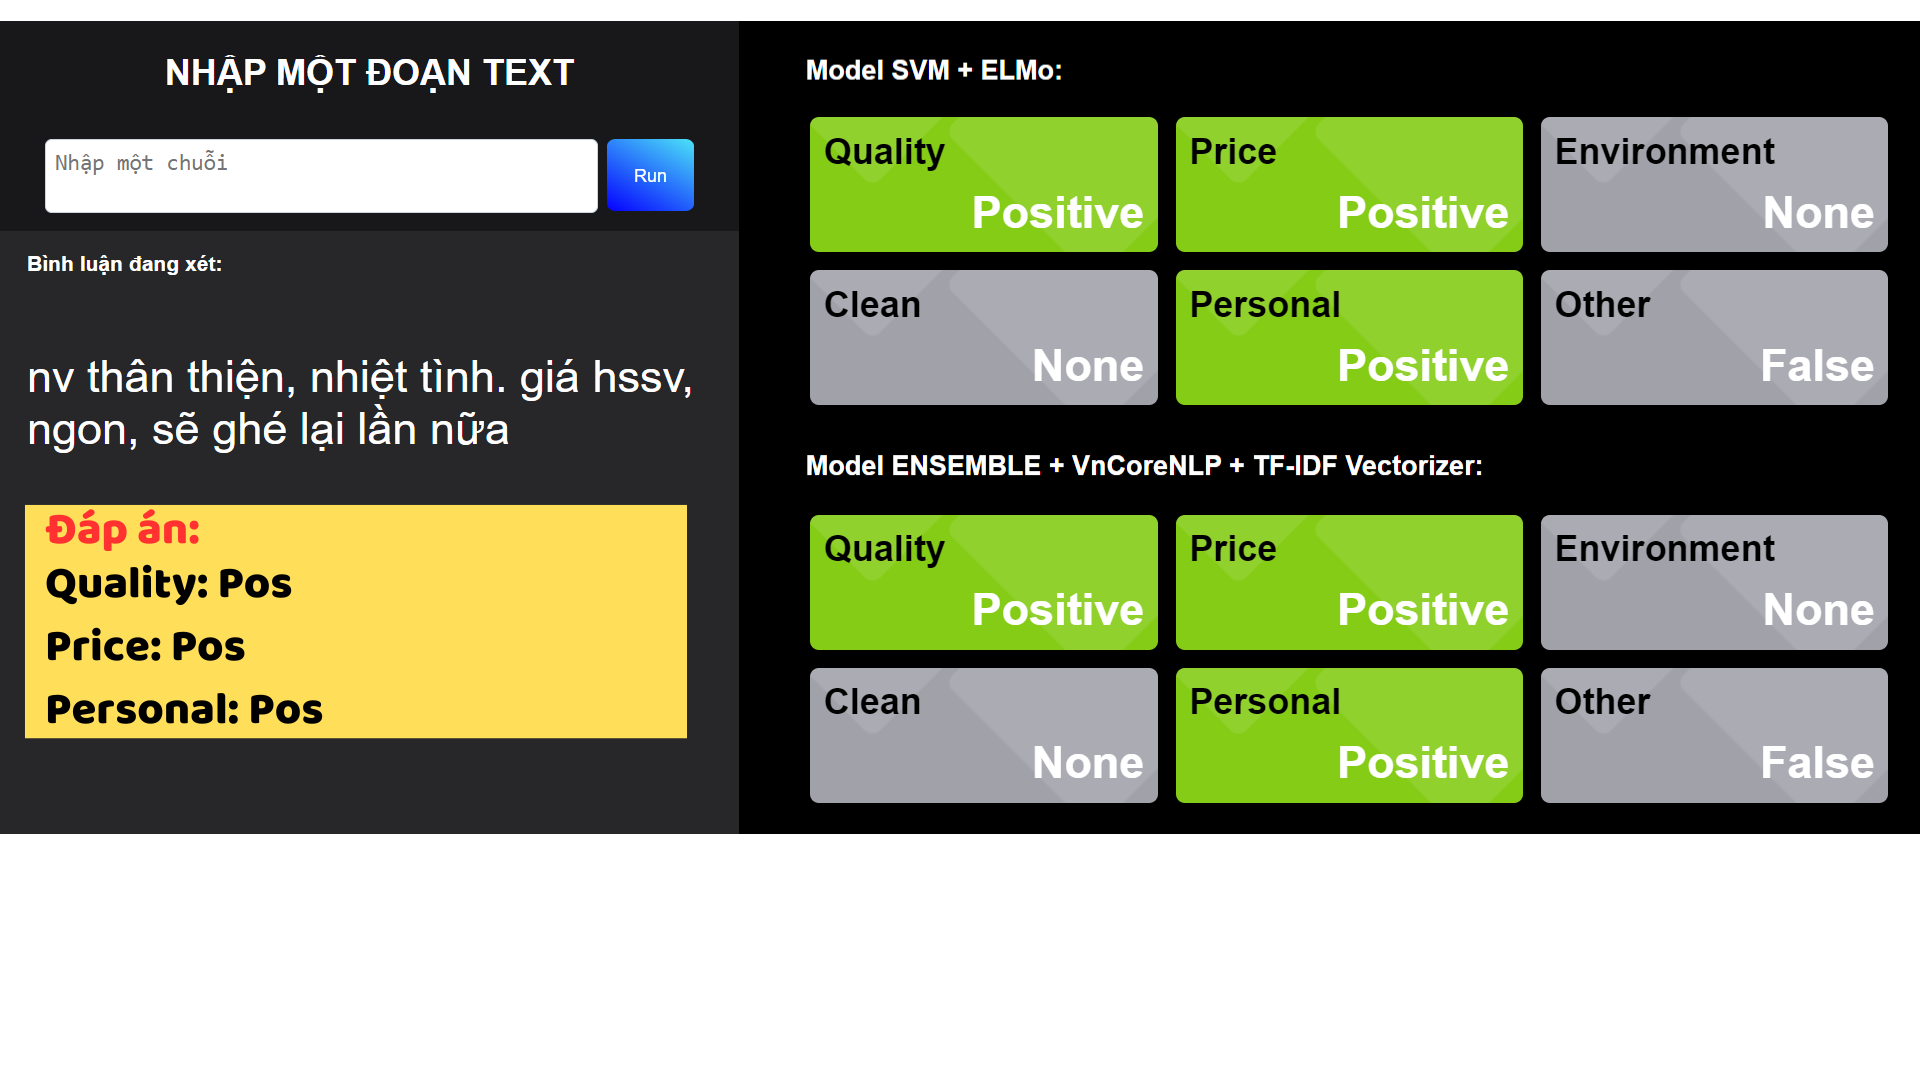 NHẬP MỘT ĐOẠN TEXT
Nhập một chuỗi
Run
Bình luận đang xét:
nv thân thiện, nhiệt tình. giá hssv,
ngon, sẽ ghé lại lần nữa
Đáp án:
Quality: Pos
Price: Pos
Personal: Pos
Model SVM + ELMo:
Quality
Positive
Price
Positive
Environment
None
Clean
None
Personal
Positive
Other
False
Model ENSEMBLE + VnCoreNLP + TF-IDF Vectorizer:
Quality
Positive
Price
Positive
Environment
None
Clean
None
Personal
Positive
Other
False